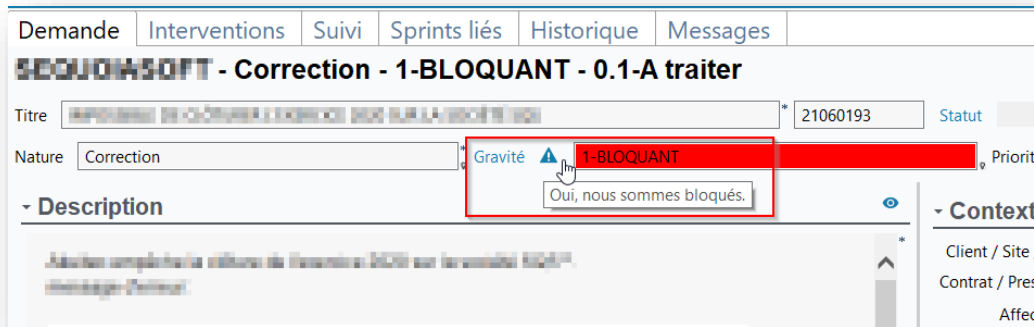 Demande Interventions Suivi Sprints liés Historique Messages
- Correction - 1-BLOQUANT - 0.1-A traiter
Titre * 21060193 Statut
Nature Correction * Gravité 1-BLOQUANT Priorit
Oui, nous sommes bloqués.
Description * Context
Client / Site
Contrat / Pres
Affec